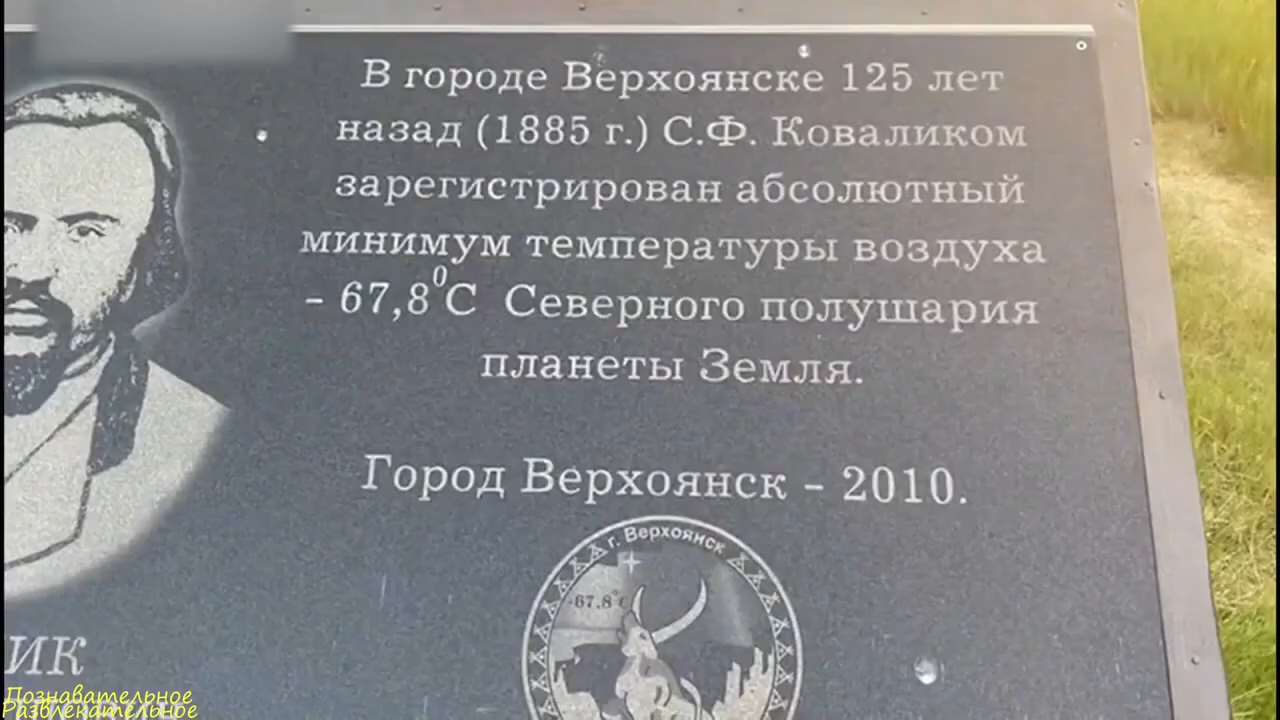 В городе Верхоянске 125 лет
назад (1885 г.) С.Ф. Коваликом
зарегистрирован абсолютный
минимум температуры воздуха
- 67,8⁰С Северного полушария
планеты Земля.
Город Верхоянск - 2010.
г. Верхоянск
-67.8°С
ИК
Познавательное
Развлекательное